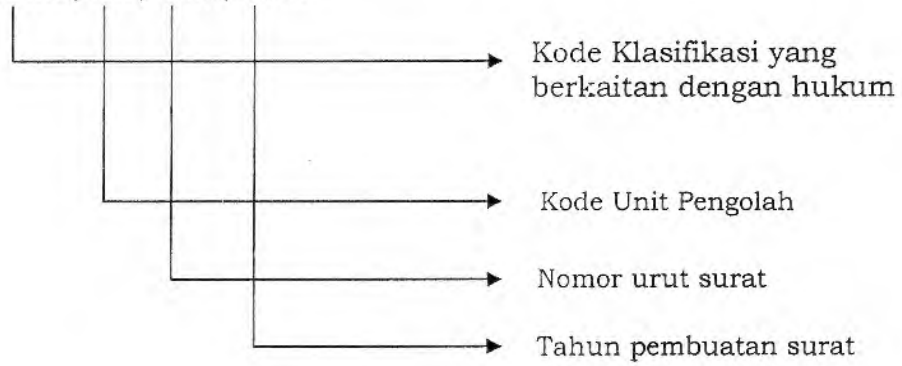 Kode Klasifikasi yang
berkaitan dengan hukum
Kode Unit Pengolah
Nomor urut surat
Tahun pembuatan surat